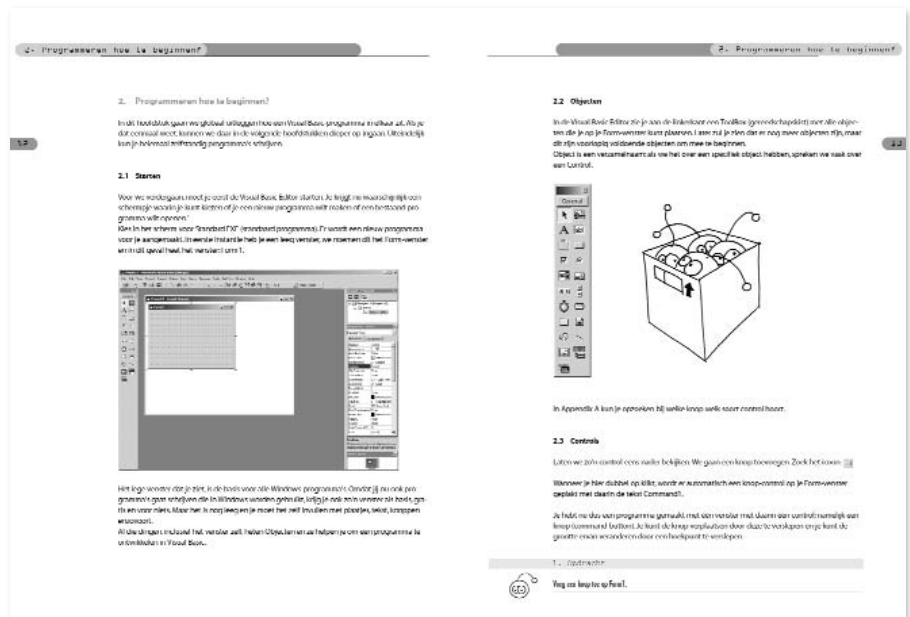 2. Programmeren hoe te beginnen?
12
2. Programmeren hoe te beginnen?
In dit hoofdstuk gaan we globaal uitleggen hoe een Visual Basic-programma in elkaar zit. Als je
dat eenmaal weet, kunnen we daar in de volgende hoofdstukken dieper op ingaan. Uiteindelijk
kun je helemaal zelfstandig programma's schrijven.
2.1 Starten
Voor we verdergaan, moet je eerst de Visual Basic Editor starten. Je krijgt nu waarschijnlijk een
schermpje waarin je kunt kiezen of je een nieuw programma wilt maken of een bestaand pro-
gramma wilt openen.
Kies in het scherm voor Standard EXE (standaard programma). Er wordt een nieuw programma
voor je aangemaakt. In eerste instantie heb je een leeg venster, we noemen dit het Form-venster
en in dit geval heet het venster: Form1.
Het lege venster dat je ziet, is de basis voor alle Windows programma's. Omdat jij nu ook pro-
gramma's gaat schrijven die in Windows worden gebruikt, krijg je ook zo'n venster als basis, gra-
tis en voor niets. Maar het is nog leeg en je moet het zelf invullen met plaatjes, tekst, knoppen
enzovoort.
Al die dingen, inclusief het venster zelf, heten Objecten en ze helpen je om een programma te
ontwikkelen in Visual Basic.
2. Programmeren hoe te beginnen?
13
2.2 Objecten
In de Visual Basic Editor zie je aan de linkerkant een ToolBox (gereedschapskist) met alle objec-
ten die je op je Form-venster kunt plaatsen. Later zul je zien dat er nog meer objecten zijn, maar
dit zijn voorlopig voldoende objecten om mee te beginnen.
Object is een verzamelnaam: als we het over een specifiek object hebben, spreken we vaak over
een Control.
General
In Appendix A kun je opzoeken bij welke knop welk soort control hoort.
2.3 Controls
Laten we zo'n control eens nader bekijken. We gaan een knop toevoegen. Zoek het icoon:
Wanneer je hier dubbel op klikt, wordt er automatisch een knop-control op je Form-venster
geplakt met daarin de tekst Command1.
Je hebt nu dus een programma gemaakt met één venster met daarin een control: namelijk een
knop (command button). Je kunt de knop verplaatsen door deze te verslepen en je kunt de
grootte ervan veranderen door een hoekpunt te verslepen.
1. Opdracht
Voeg een knop toe op Form1.